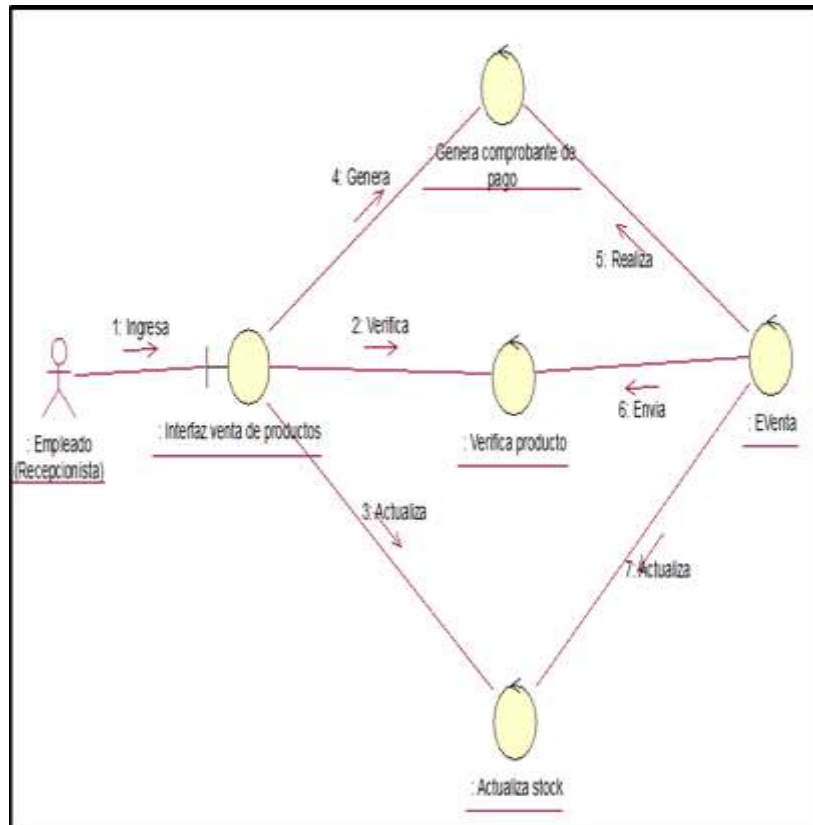 : Genera comprobante de
pago
4: Genera
5: Realiza
1: Ingresa
2: Verifica
6: Envia
: EVenta
: Interfaz venta de productos
: Verifica producto
: Empleado
(Recepcionista)
3: Actualiza
7: Actualiza
: Actualiza stock